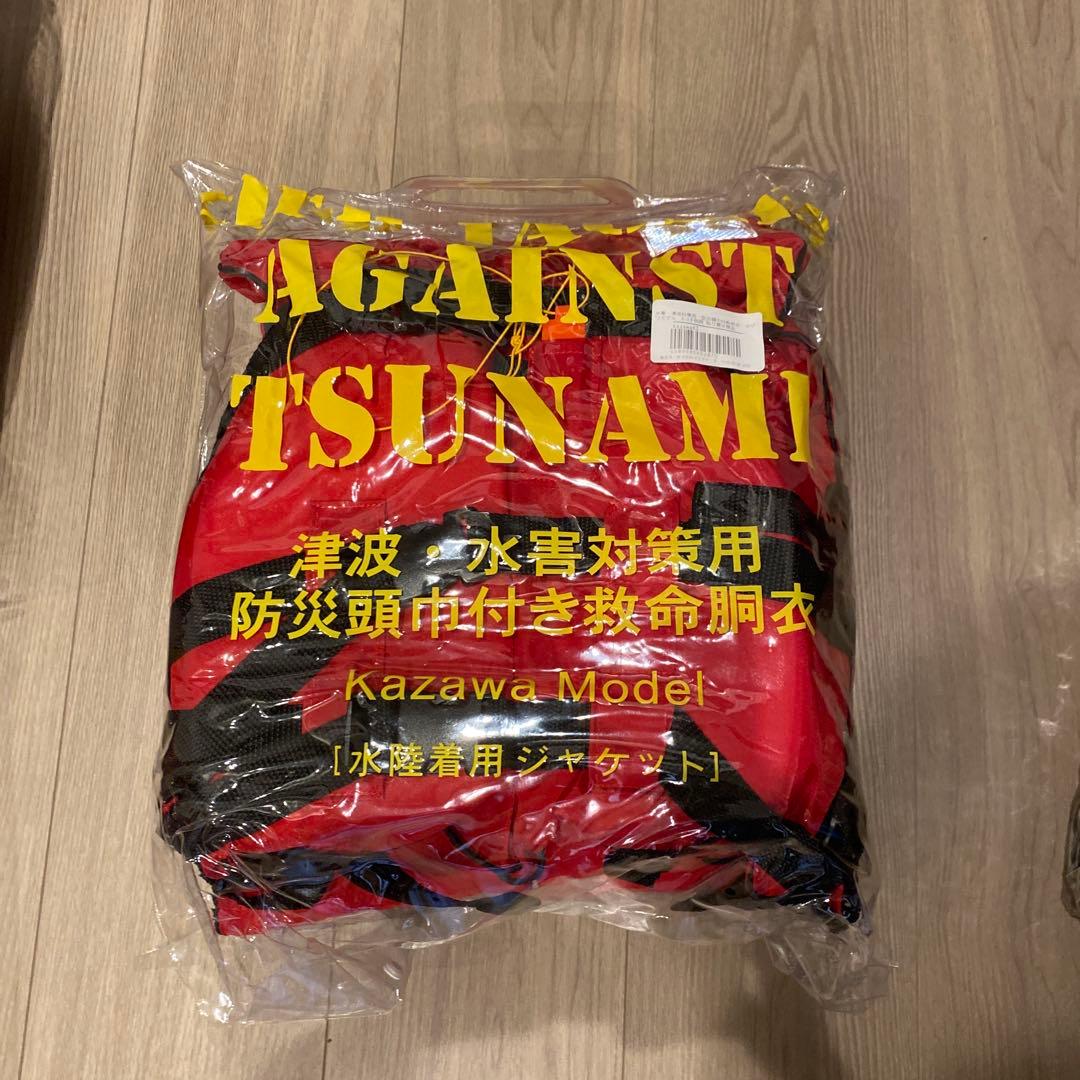 AGAINST
TSUNAMI
津波・水害対策用
防災頭巾付き救命胴衣
Kazawa Model
[水陸着用ジャケット]